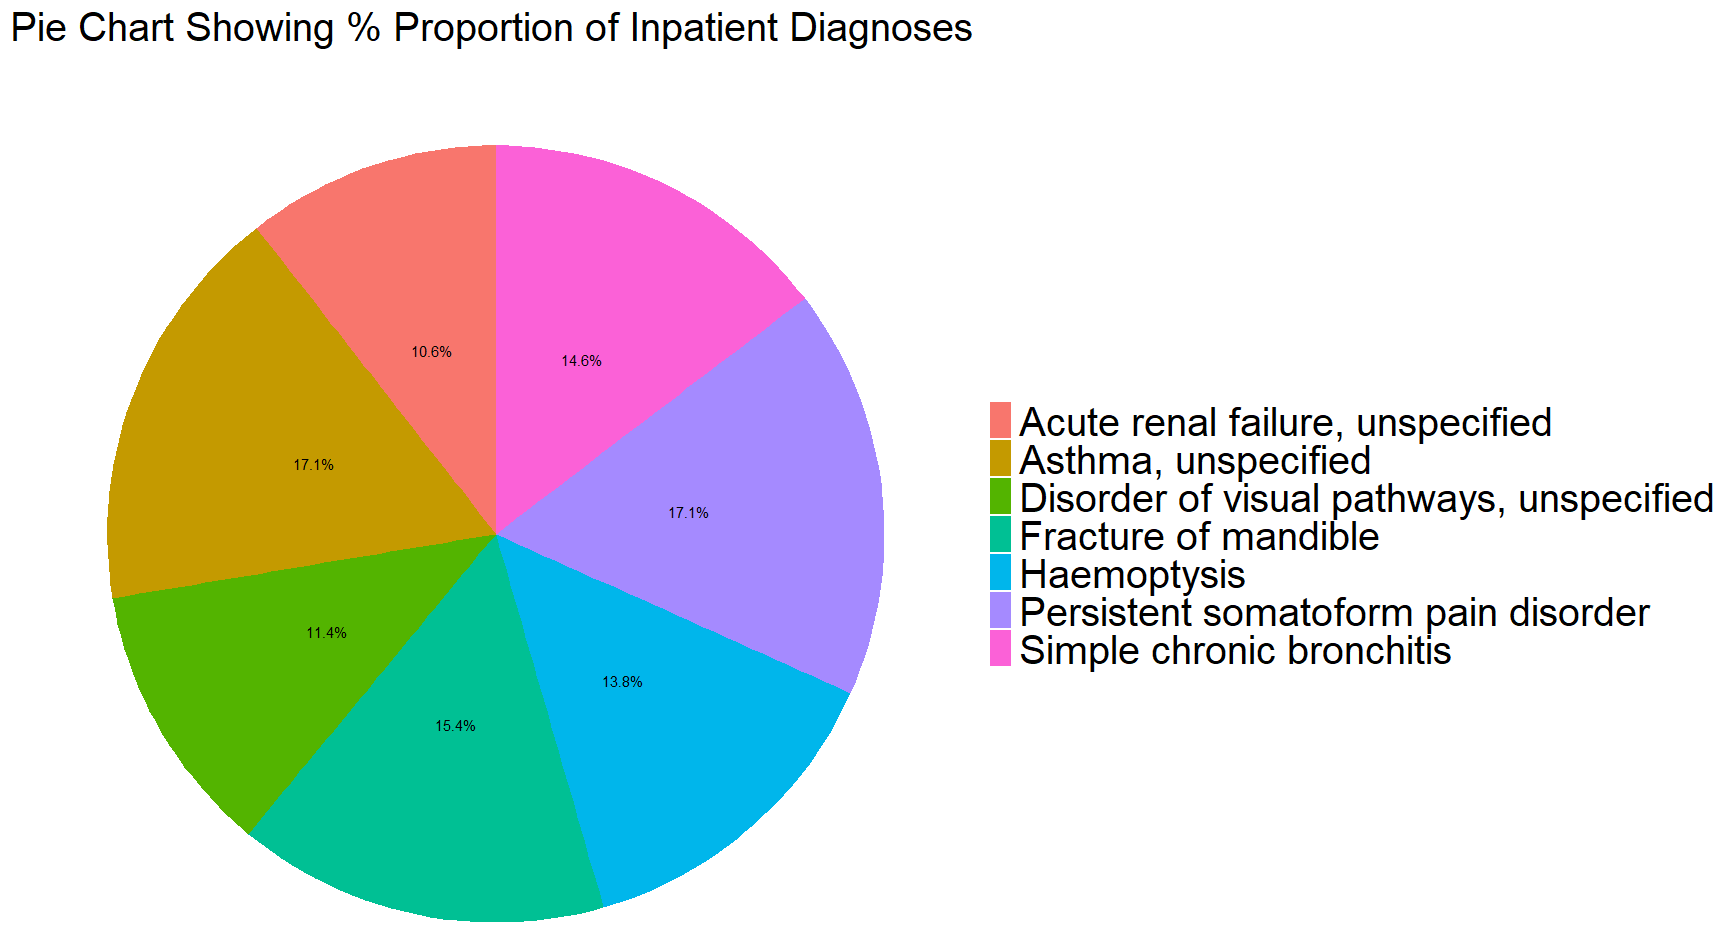 Pie Chart Showing % Proportion of Inpatient Diagnoses
10.6%
14.6%
17.1%
17.1%
11.4%
13.8%
15.4%
Acute renal failure, unspecified
Asthma, unspecified
Disorder of visual pathways, unspecified
Fracture of mandible
Haemoptysis
Persistent somatoform pain disorder
Simple chronic bronchitis